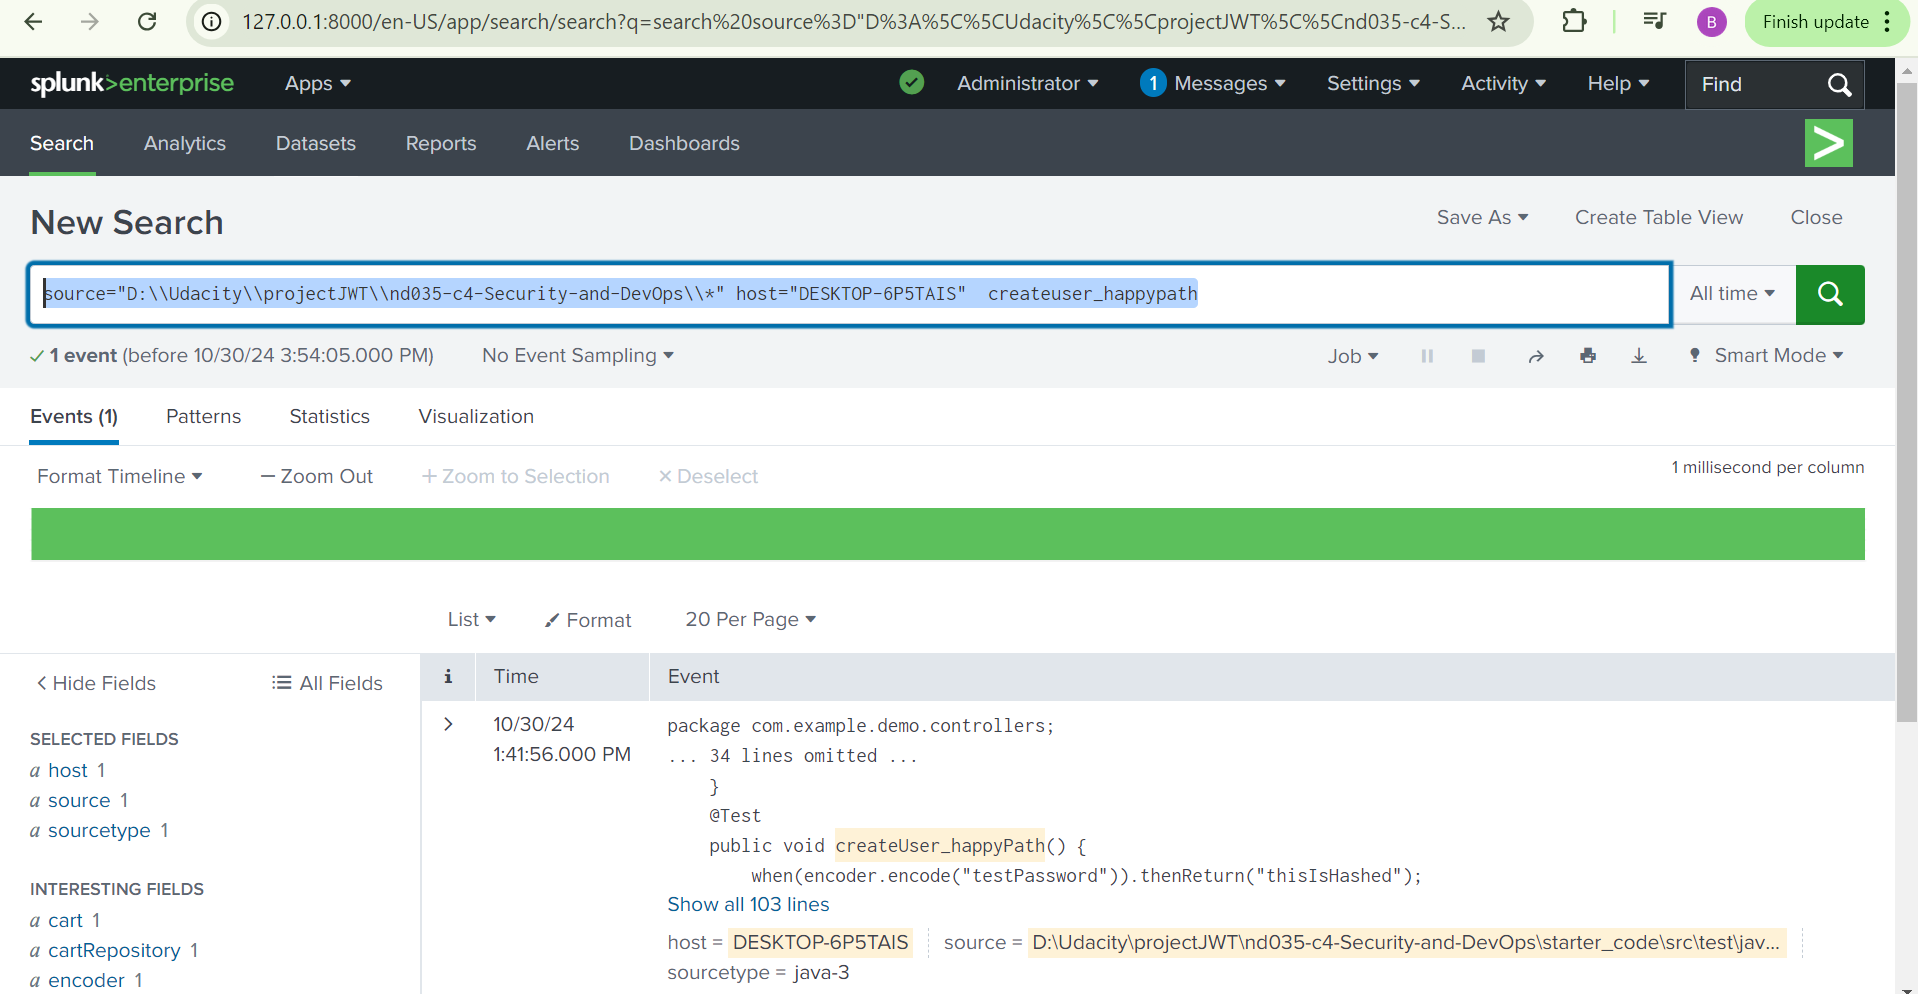 127.0.0.1:8000/en-US/app/search/search?q=search%20source%3D"D%3A%5C%5CUdacity%5C%5CprojectJWT%5C%5Cnd035-c4-S...
B
Finish update
splunk>enterprise
Apps
Administrator
1 Messages
Settings
Activity
Help
Find
Search
Analytics
Datasets
Reports
Alerts
Dashboards
>
New Search
Save As
Create Table View
Close
source="D:\\Udacity\\projectJWT\\nd035-c4-Security-and-DevOps\\*" host="DESKTOP-6P5TAIS"  createuser_happypath
All time
1 event (before 10/30/24 3:54:05.000 PM)
No Event Sampling
Job
Smart Mode
Events (1)
Patterns
Statistics
Visualization
Format Timeline
— Zoom Out
+ Zoom to Selection
× Deselect
1 millisecond per column
List
Format
20 Per Page
< Hide Fields
All Fields
i
Time
Event
SELECTED FIELDS
a host 1
a source 1
a sourcetype 1
INTERESTING FIELDS
a cart 1
a cartRepository 1
a encoder 1
>
10/30/24
1:41:56.000 PM
package com.example.demo.controllers;
... 34 lines omitted ...
}
@Test
public void createUser_happyPath() {
when(encoder.encode("testPassword")).thenReturn("thisIsHashed");
Show all 103 lines
host = DESKTOP-6P5TAIS
source = D:\Udacity\projectJWT\nd035-c4-Security-and-DevOps\starter_code\src\test\jav...
sourcetype = java-3